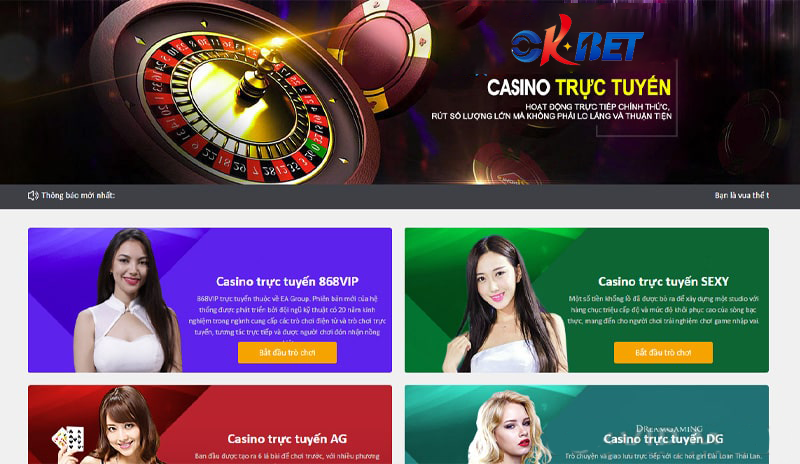 OKBET
CASINO TRỰC TUYẾN
HOẠT ĐỘNG TRỰC TIẾP CHÍNH THỨC,
RÚT SỐ LƯỢNG LỚN MÀ KHÔNG PHẢI LO LẮNG VÀ THUẬN TIỆN
Thông báo mới nhất:
Bạn là vua thể t
Casino trực tuyến 868VIP
868VIP trực tuyến thuộc về EA Group. Phiên bản mới của hệ
thống được phát triển bởi đội ngũ kỹ thuật có 20 năm kinh
nghiệm trong ngành cung cấp các trò chơi điện tử và trò chơi trực
tuyến, tương tác trực tiếp và được người chơi đón nhận nồng
Bắt đầu trò chơi
Casino trực tuyến SEXY
Một số tiền khổng lồ đã được bỏ ra để xây dựng một studio với
hàng chục triệu cấp độ và mức độ khôi phục cao của sòng bạc
thực, mang đến cho người chơi trải nghiệm chơi game nhập vai.
Bắt đầu trò chơi
Casino trực tuyến AG
Ban đầu được tạo ra 6 lá bài để chơi trước, với nhiều phương
DREAMGAMING
Casino trực tuyến DG
Trò chuyện và giao lưu trực tiếp với các hot girl Đài Loan Thái Lan,